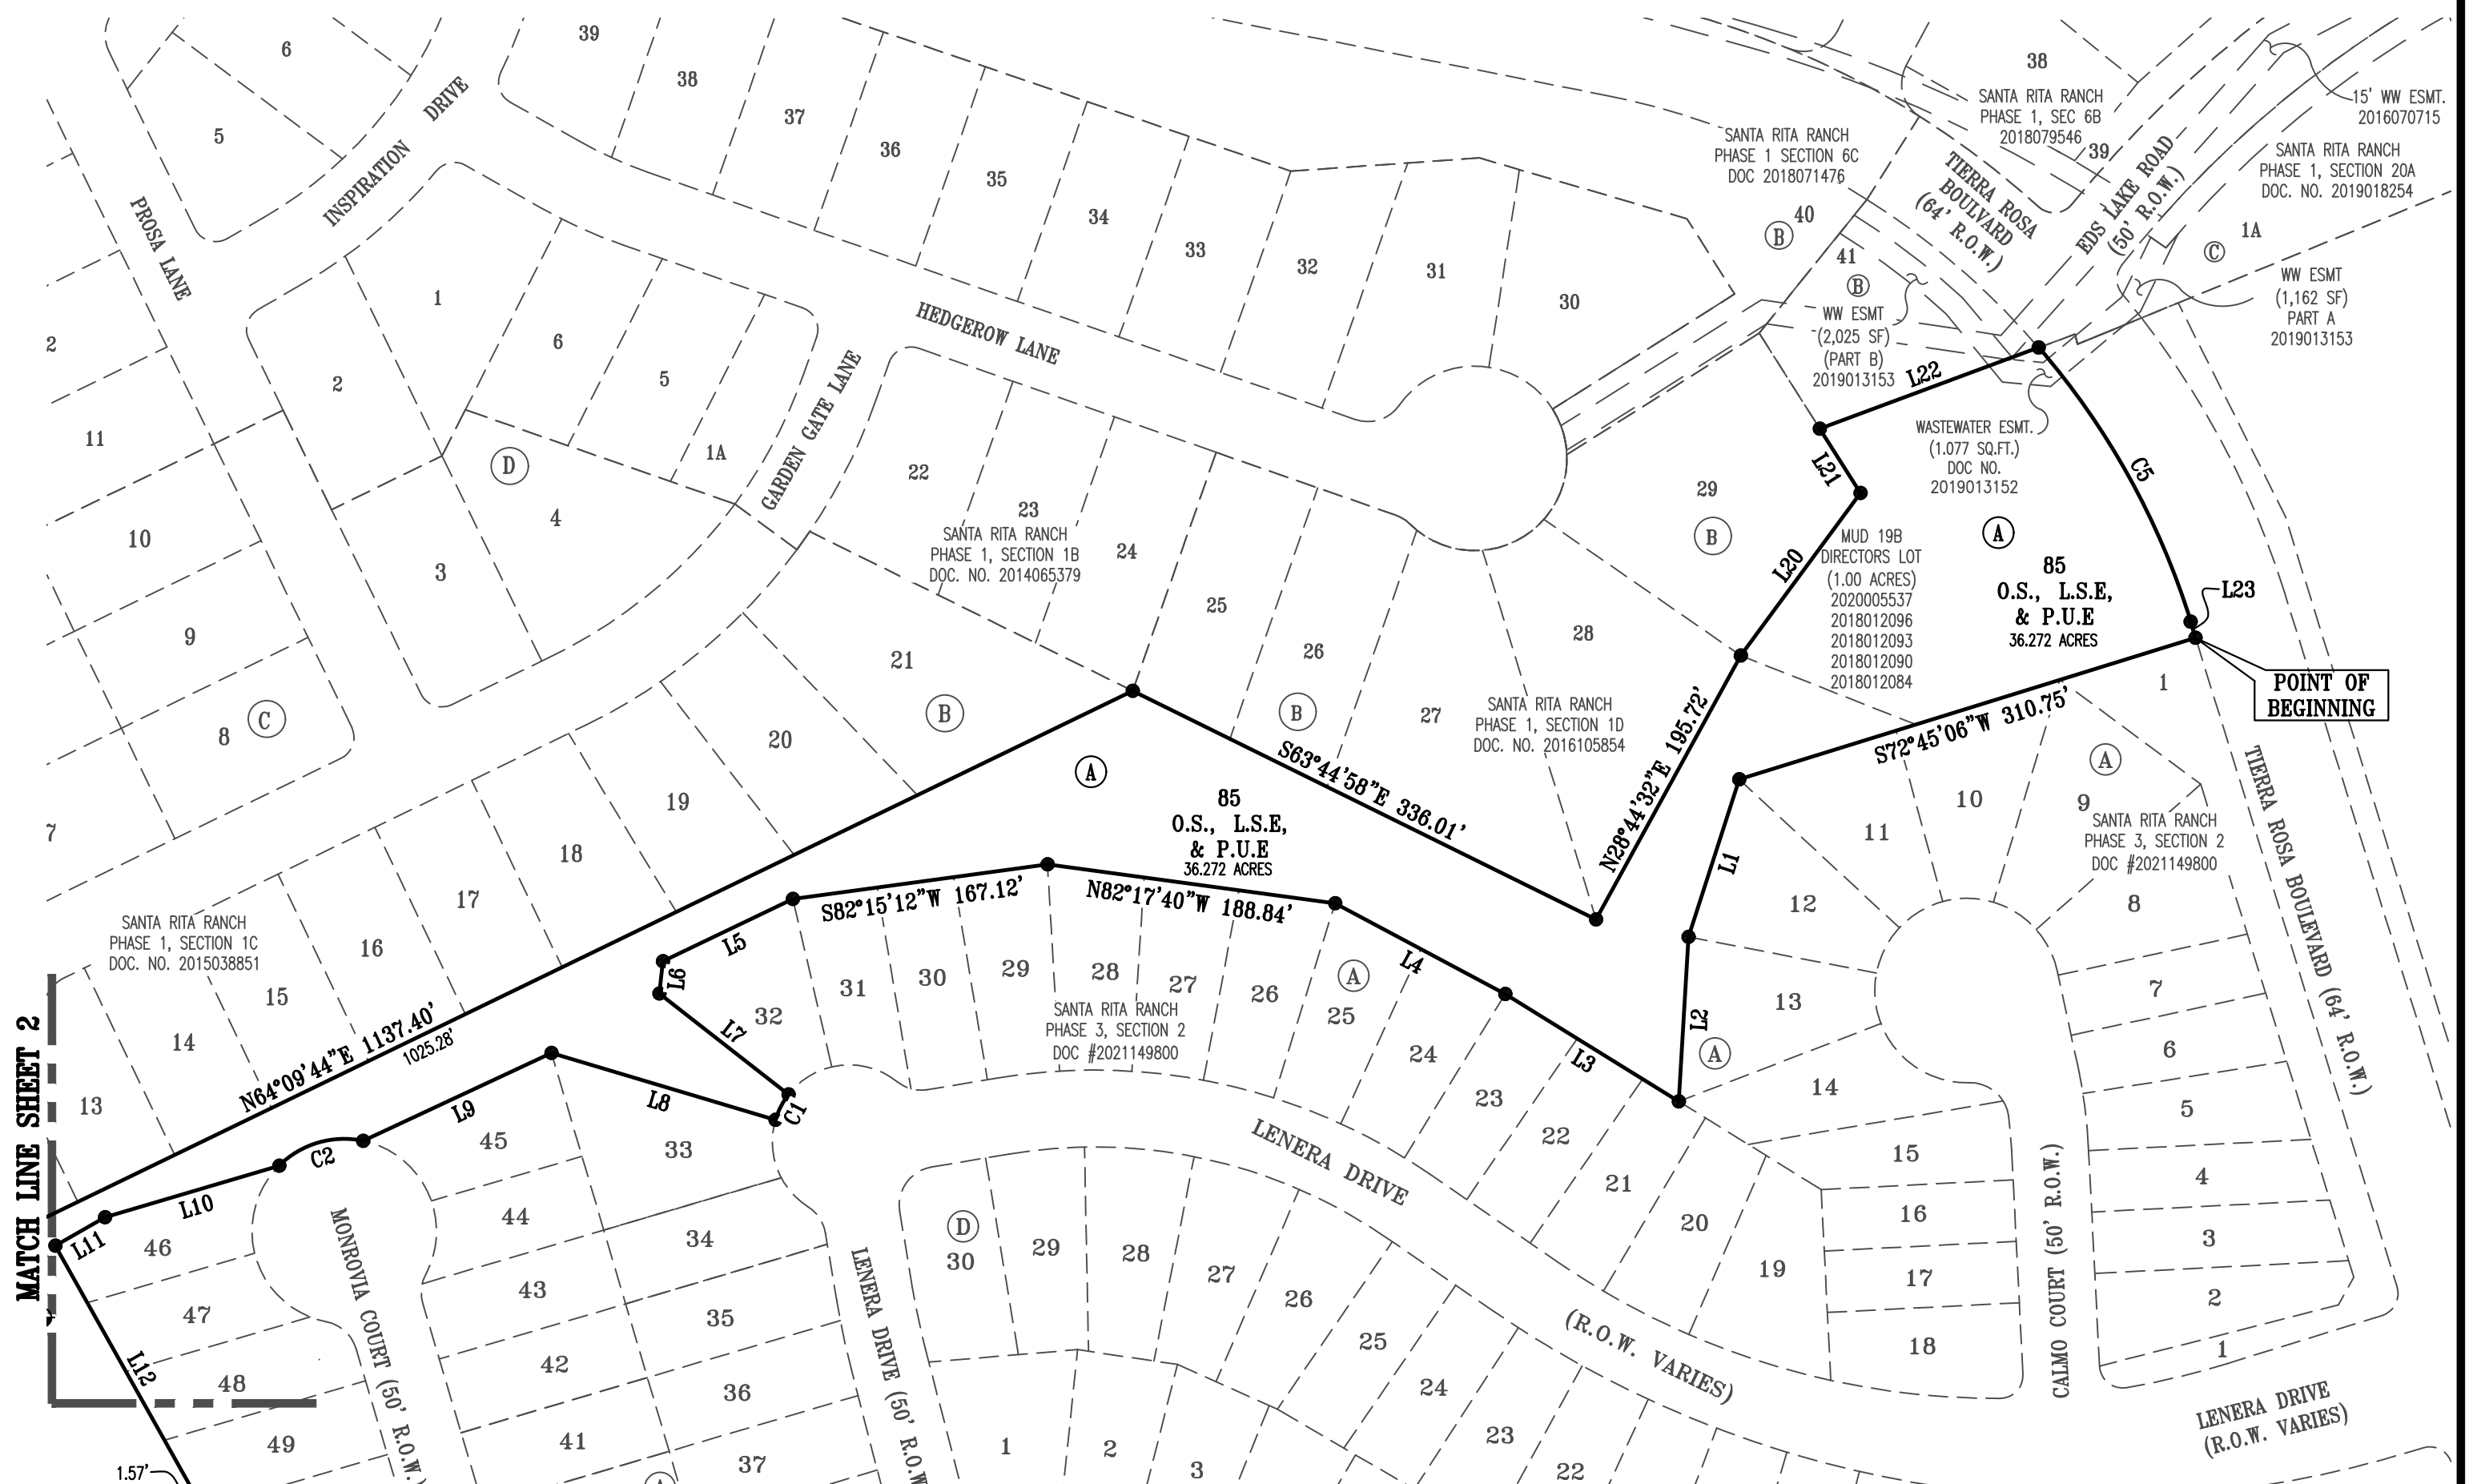 6
39
38
38
SANTA RITA RANCH
PHASE 1, SEC 6B
2018079546
15' WW ESMT.
2016070715
5
INSPIRATION DRIVE
37
36
35
34
33
32
31
30
SANTA RITA RANCH
PHASE 1 SECTION 6C
DOC 2018071476
39
TIERRA ROSA
BOULVARD
(64' R.O.W.)
EDS LAKE ROAD
(50' R.O.W.)
SANTA RITA RANCH
PHASE 1, SECTION 20A
DOC. NO. 2019018254
40
B
41
B
1A
C
WW ESMT
(1,162 SF)
PART A
2019013153
WW ESMT
(2,025 SF)
(PART B)
2019013153
PROSA LANE
HEDGEROW LANE
GARDEN GATE LANE
1
6
5
2
2
D
1A
4
3
11
10
9
8
C
7
22
23
SANTA RITA RANCH
PHASE 1, SECTION 1B
DOC. NO. 2014065379
24
25
26
B
27
28
29
B
L22
L21
L20
WASTEWATER ESMT.
(1.077 SQ.FT.)
DOC NO.
2019013152
C5
MUD 19B
DIRECTORS LOT
(1.00 ACRES)
2020005537
2018012096
2018012093
2018012090
2018012084
A
85
O.S., L.S.E,
& P.U.E
36.272 ACRES
L23
POINT OF
BEGINNING
SANTA RITA RANCH
PHASE 1, SECTION 1D
DOC. NO. 2016105854
21
B
20
19
18
17
16
15
14
13
A
85
O.S., L.S.E,
& P.U.E
36.272 ACRES
S63°44'58"E 336.01'
N28°44'32"E 195.72'
S72°45'06"W 310.75'
1
A
9
10
11
12
13
A
14
SANTA RITA RANCH
PHASE 3, SECTION 2
DOC #2021149800
TIERRA ROSA BOULEVARD (64' R.O.W.)
8
7
6
5
4
3
2
1
L1
L2
L3
L4
SANTA RITA RANCH
PHASE 1, SECTION 1C
DOC. NO. 2015038851
S82°15'12"W 167.12'
N82°17'40"W 188.84'
L5
L6
L7
L8
C1
N64°09'44"E 1137.40'
1025.28'
L9
C2
L10
L11
L12
MATCH LINE SHEET 2
32
31
30
29
28
27
26
A
25
24
23
22
21
20
19
SANTA RITA RANCH
PHASE 3, SECTION 2
DOC #2021149800
15
16
17
18
CALMO COURT (50' R.O.W.)
LENERA DRIVE
(R.O.W. VARIES)
LENERA DRIVE
(R.O.W. VARIES)
45
33
44
34
43
35
42
36
41
37
46
47
48
49
MONROVIA COURT (50' R.O.W.)
LENERA DRIVE (50' R.O.W
D
30
29
28
27
26
25
24
23
22
1
2
3
1.57'